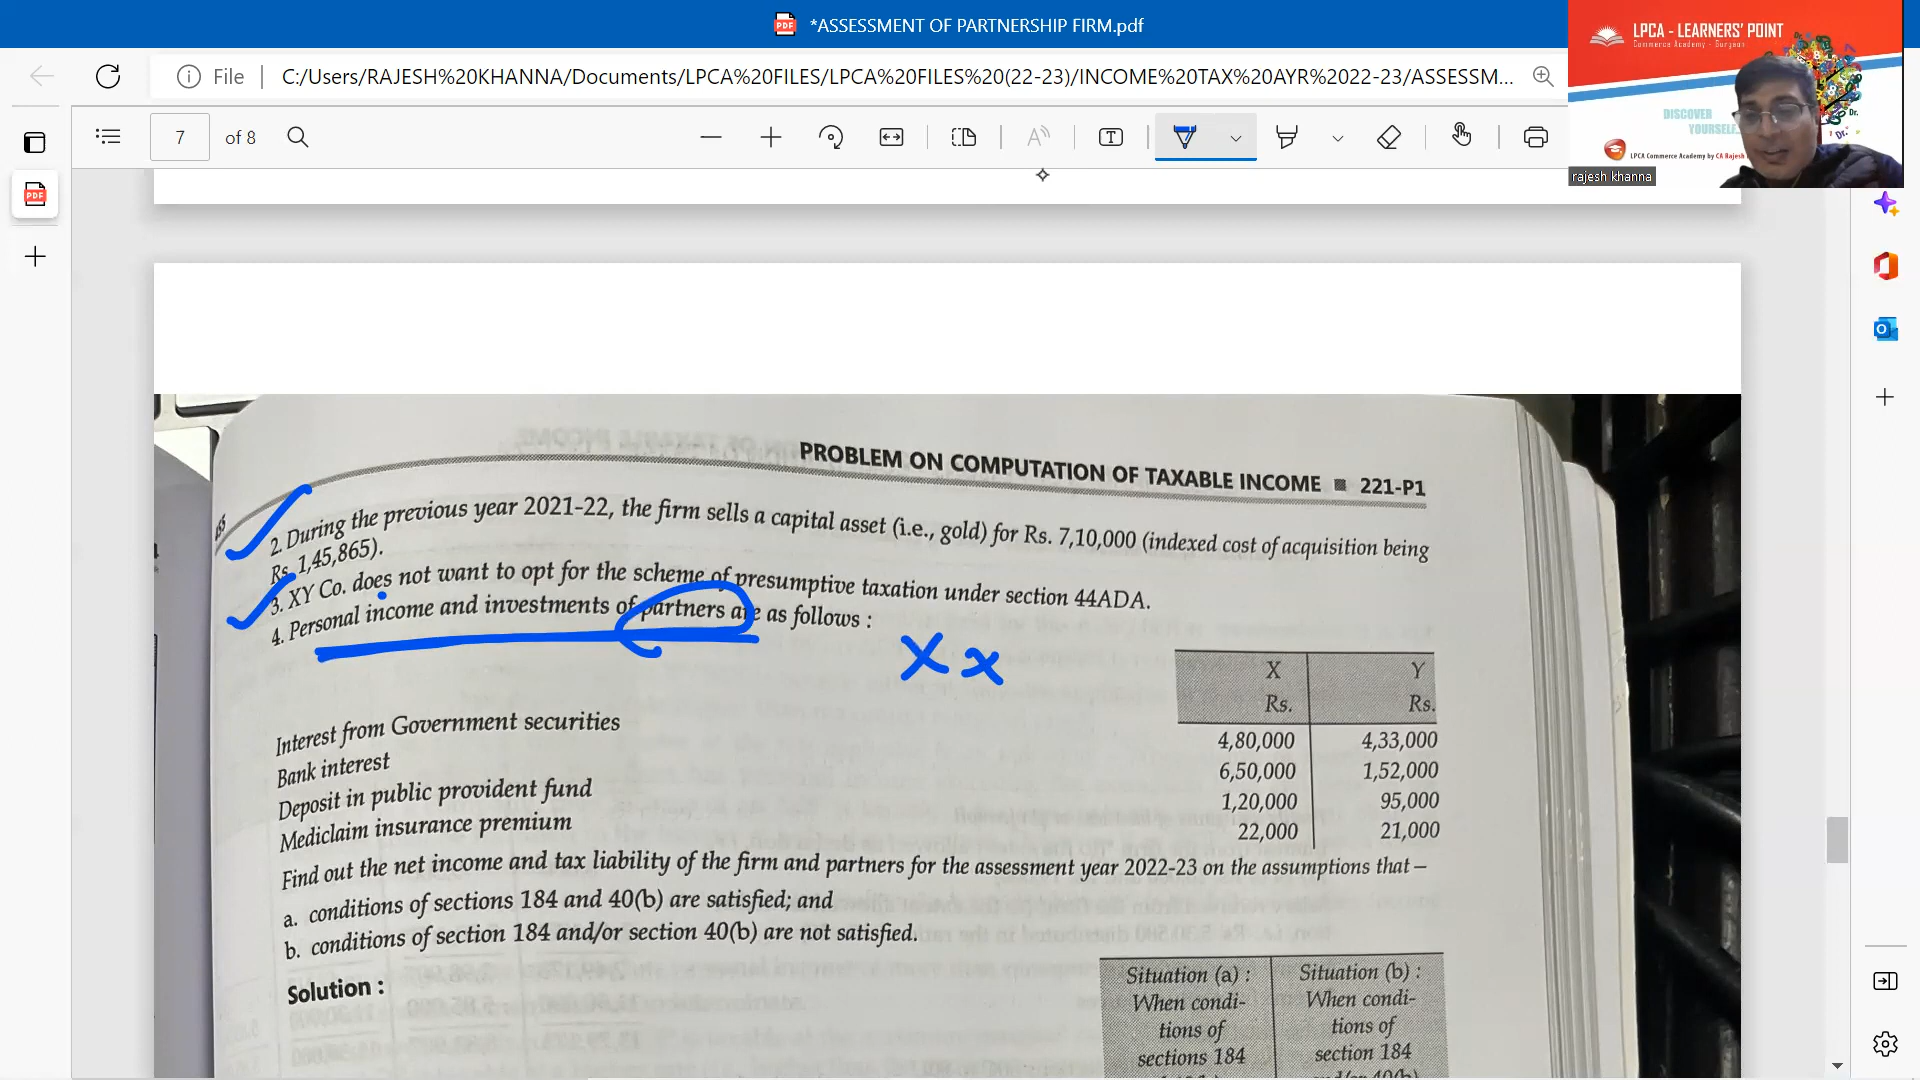 *ASSESSMENT OF PARTNERSHIP FIRM.pdf
File
C:/Users/RAJESH%20KHANNA/Documents/LPCA%20FILES/LPCA%20FILES%20(22-23)/INCOME%20TAX%20AYR%2022-23/ASSESSM...
7 of 8
LPCA - LEARNERS' POINT
Commerce Academy - Gurgaon
DISCOVER
YOURSELF
LPCA Commerce Academy by CA Rajesh
rajesh khanna
PROBLEM ON COMPUTATION OF TAXABLE INCOME 221-P1
2. During the previous year 2021-22, the firm sells a capital asset (i.e., gold) for Rs. 7,10,000 (indexed cost of acquisition being
Rs. 1,45,865).
3. XY Co. does not want to opt for the scheme of presumptive taxation under section 44ADA.
4. Personal income and investments of partners are as follows :
X x
X Y
Rs. Rs.
Interest from Government securities 4,80,000 4,33,000
Bank interest 6,50,000 1,52,000
Deposit in public provident fund 1,20,000 95,000
Mediclaim insurance premium 22,000 21,000
Find out the net income and tax liability of the firm and partners for the assessment year 2022-23 on the assumptions that —
a. conditions of sections 184 and 40(b) are satisfied; and
b. conditions of section 184 and/or section 40(b) are not satisfied.
Solution :
Situation (a) : Situation (b) :
When condi- When condi-
tions of tions of
sections 184 section 184